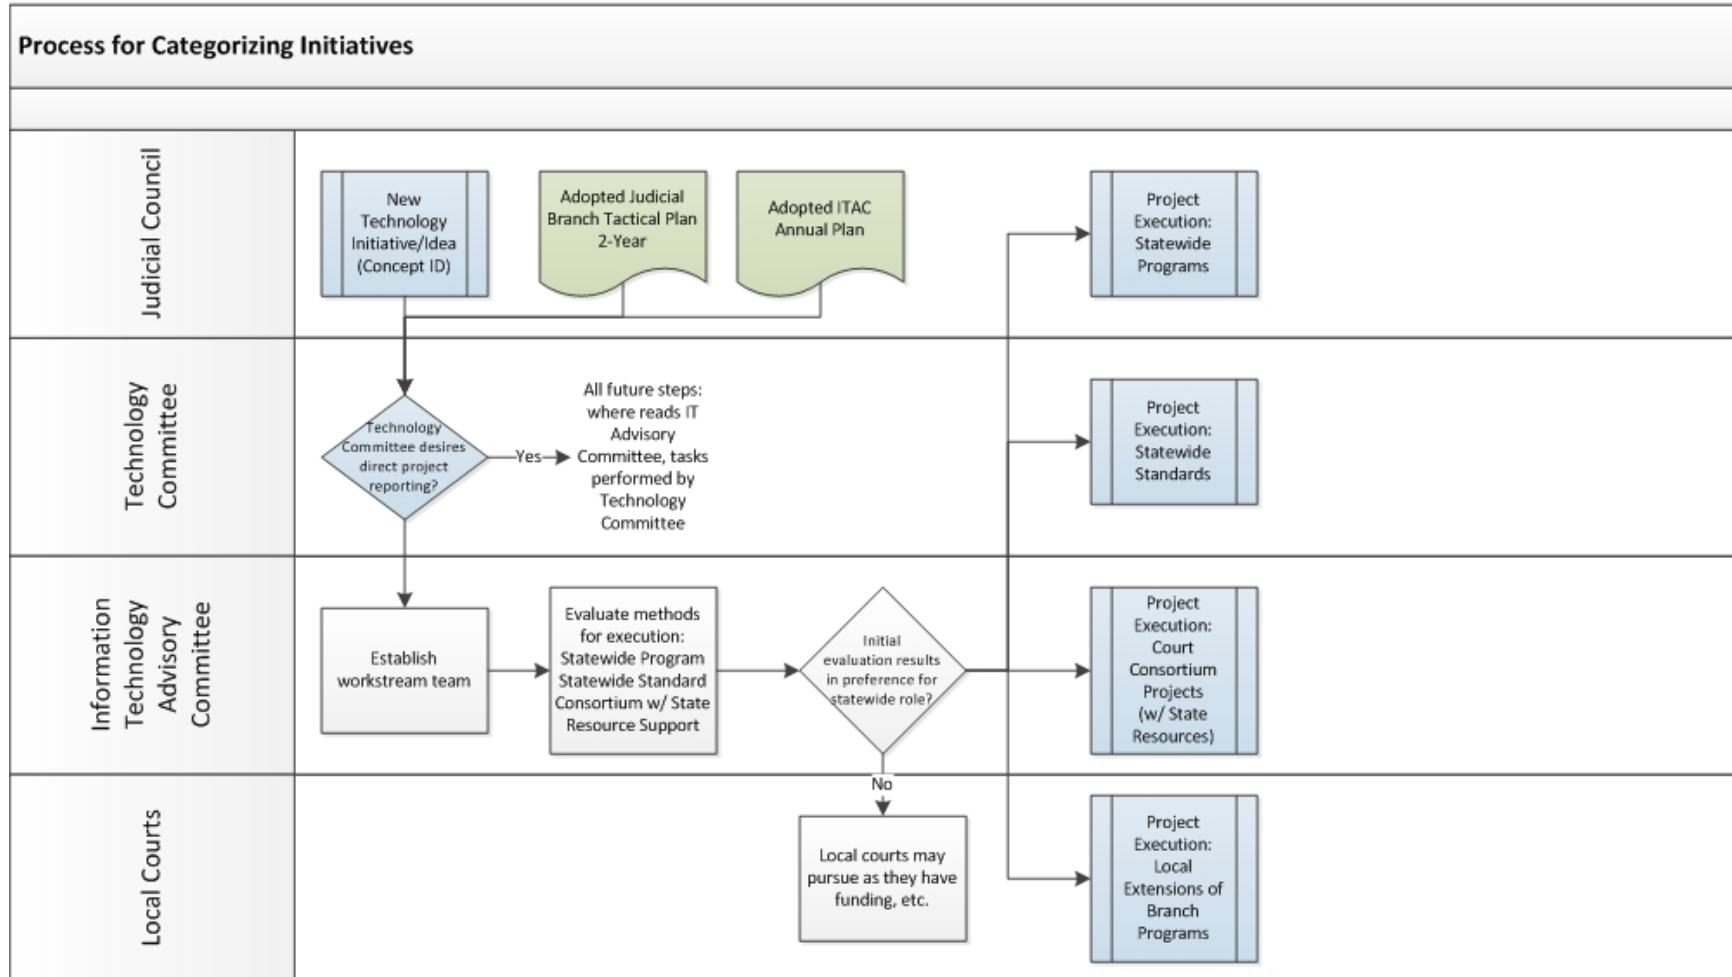 Process for Categorizing Initiatives
Judicial Council
New
Technology
Initiative/Idea
(Concept ID)
Adopted Judicial
Branch Tactical Plan
2-Year
Adopted ITAC
Annual Plan
Project
Execution:
Statewide
Programs
Technology
Committee
Technology
Committee desires
direct project
reporting?
Yes
All future steps:
where reads IT
Advisory
Committee, tasks
performed by
Technology
Committee
Project
Execution:
Statewide
Standards
Information
Technology
Advisory
Committee
Establish
workstream team
Evaluate methods
for execution:
Statewide Program
Statewide Standard
Consortium w/ State
Resource Support
Initial
evaluation results
in preference for
statewide role?
Project
Execution:
Court
Consortium
Projects
(w/ State
Resources)
No
Local Courts
Local courts may
pursue as they have
funding, etc.
Project
Execution:
Local
Extensions of
Branch
Programs